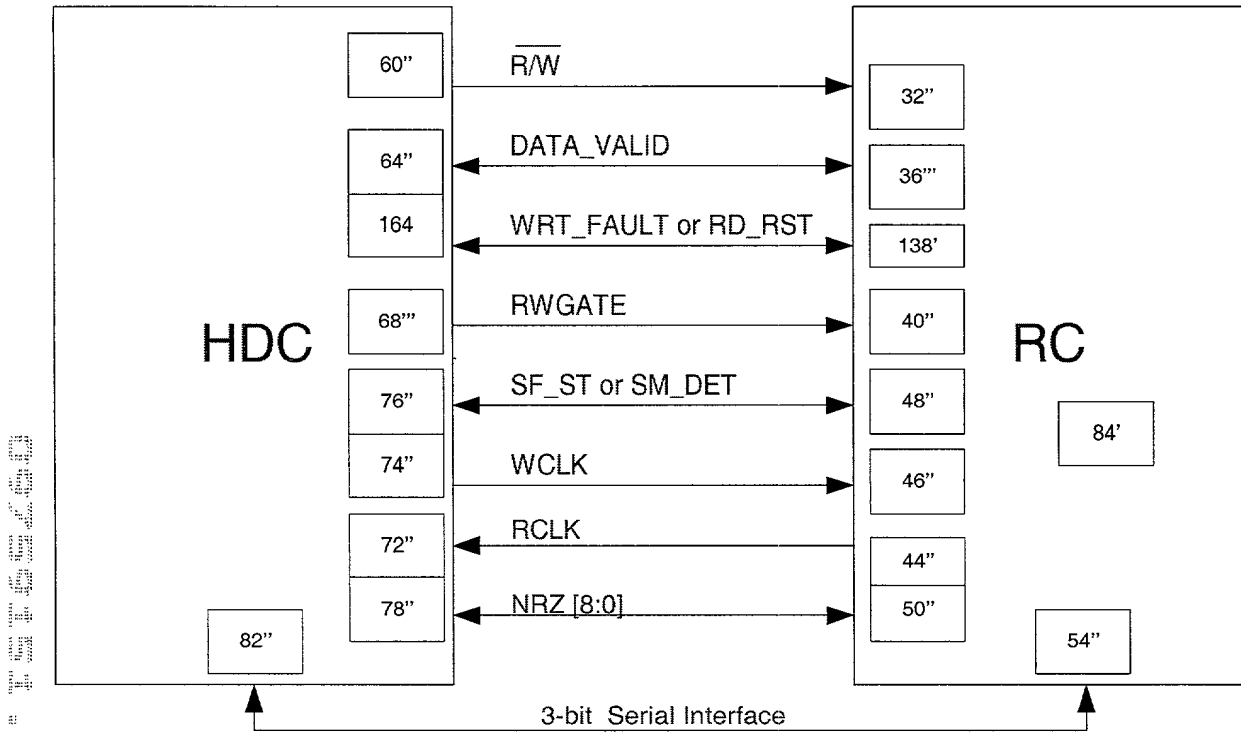 60"
R/W
32"
64"
DATA_VALID
36'''
164
WRT_FAULT or RD_RST
138'
68'''
RWGATE
40"
HDC
RC
76"
SF_ST or SM_DET
48"
84'
74"
WCLK
46"
72"
RCLK
44"
78"
NRZ [8:0]
50"
82"
54"
3-bit Serial Interface